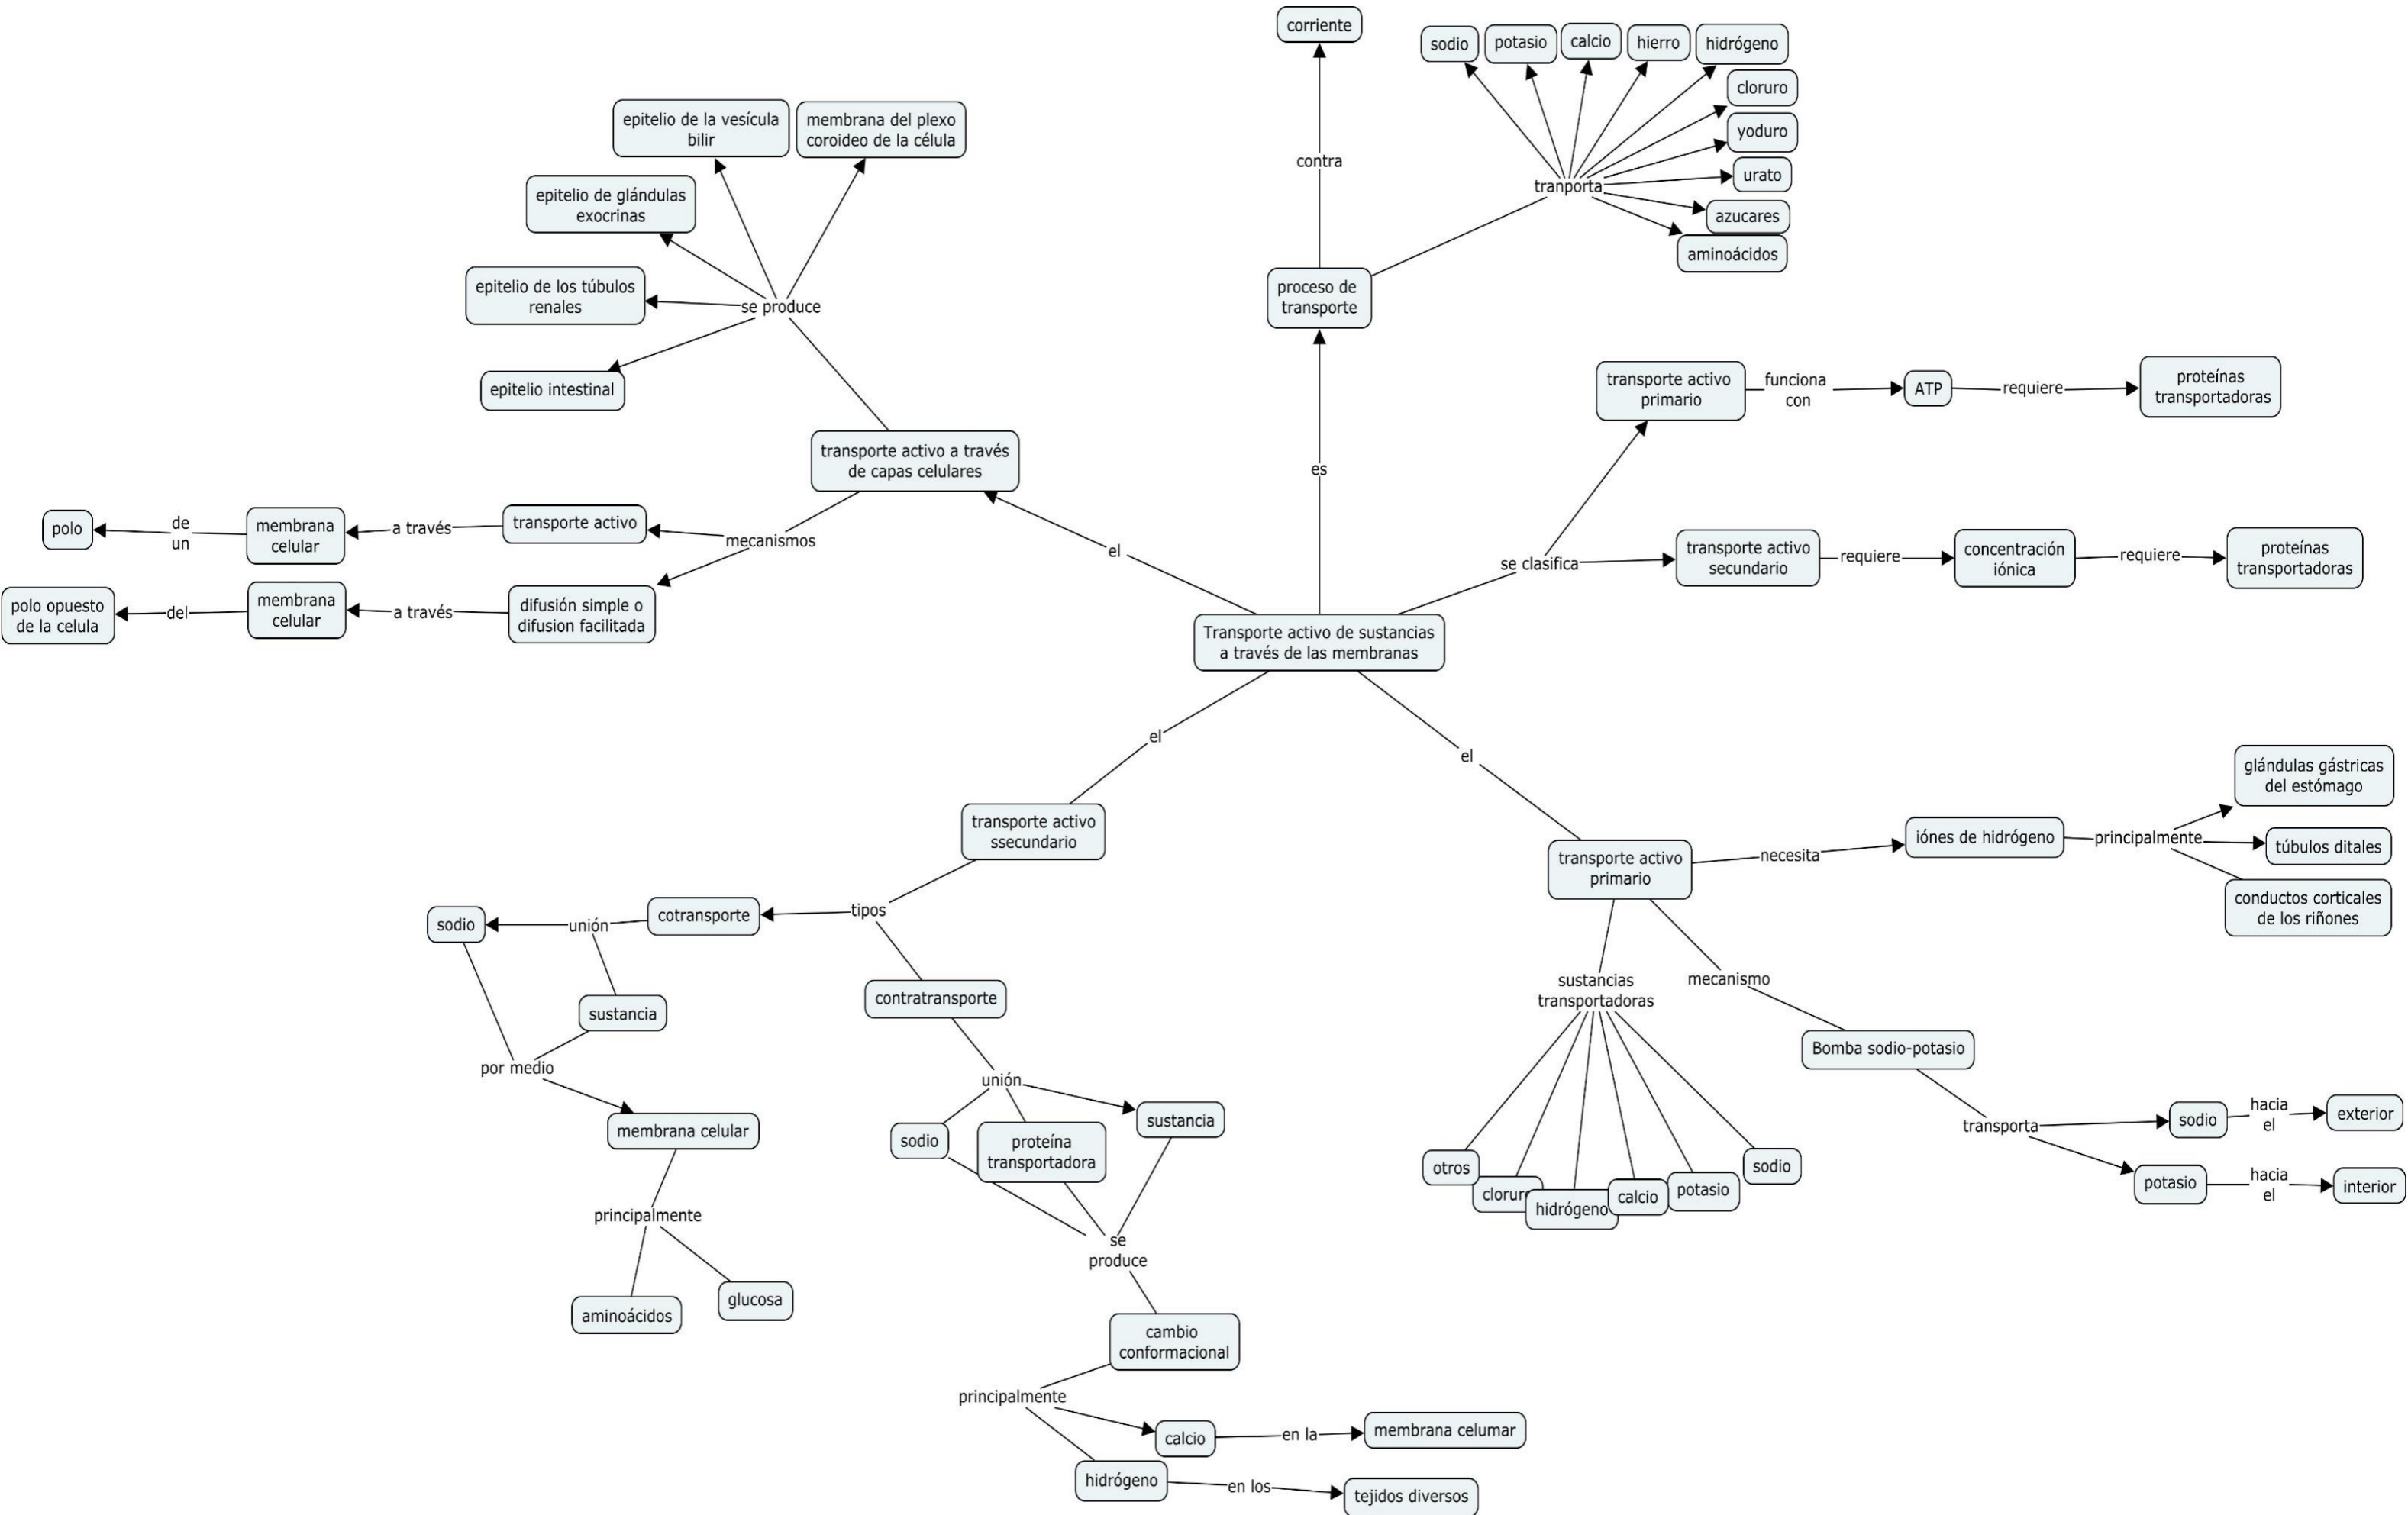 corriente
sodio
potasio
calcio
hierro
hidrógeno
cloruro
yoduro
urato
azucares
aminoácidos
tranporta
contra
proceso de
transporte
es
epitelio de la vesícula
bilir
membrana del plexo
coroideo de la célula
epitelio de glándulas
exocrinas
epitelio de los túbulos
renales
se produce
epitelio intestinal
transporte activo a través
de capas celulares
mecanismos
transporte activo
a través
membrana
celular
de
un
polo
difusión simple o
difusion facilitada
a través
membrana
celular
del
polo opuesto
de la celula
el
transporte activo
primario
funciona
con
ATP
requiere
proteínas
transportadoras
se clasifica
transporte activo
secundario
requiere
concentración
iónica
requiere
proteínas
transportadoras
Transporte activo de sustancias
a través de las membranas
el
el
transporte activo
ssecundario
tipos
cotransporte
unión
sodio
sustancia
por medio
membrana celular
principalmente
aminoácidos
glucosa
contratransporte
unión
sodio
proteína
transportadora
sustancia
se
produce
cambio
conformacional
principalmente
calcio
en la
membrana celumar
hidrógeno
en los
tejidos diversos
transporte activo
primario
necesita
iónes de hidrógeno
principalmente
glándulas gástricas
del estómago
túbulos ditales
conductos corticales
de los riñones
sustancias
transportadoras
otros
cloruro
hidrógeno
calcio
potasio
sodio
mecanismo
Bomba sodio-potasio
transporta
sodio
hacia
el
exterior
potasio
hacia
el
interior